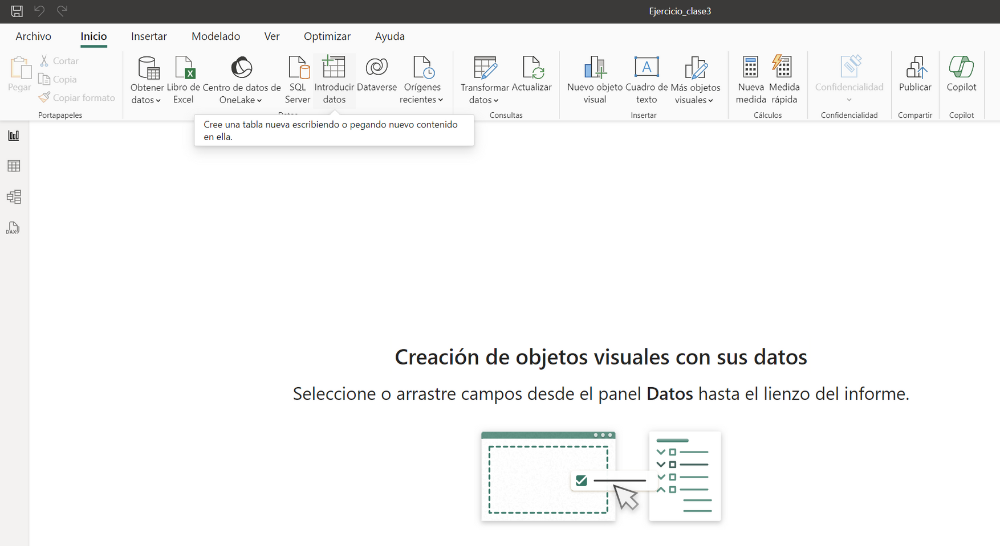 Ejercicio_clase3
Archivo Inicio Insertar Modelado Ver Optimizar Ayuda
Pegar
Cortar
Copia
Copiar formato
Portapapeles
Obtener datos
Libro de Excel
Centro de datos de OneLake
SQL Server
Introducir datos
Dataverse
Orígenes recientes
Datos
Transformar datos
Actualizar
Consultas
Nuevo objeto visual
Cuadro de texto
Más objetos visuales
Insertar
Nueva medida
Medida rápida
Cálculos
Confidencialidad
Confidencialidad
Publicar
Compartir
Copilot
Copilot
Cree una tabla nueva escribiendo o pegando nuevo contenido
en ella.
DAX
Creación de objetos visuales con sus datos
Seleccione o arrastre campos desde el panel Datos hasta el lienzo del informe.